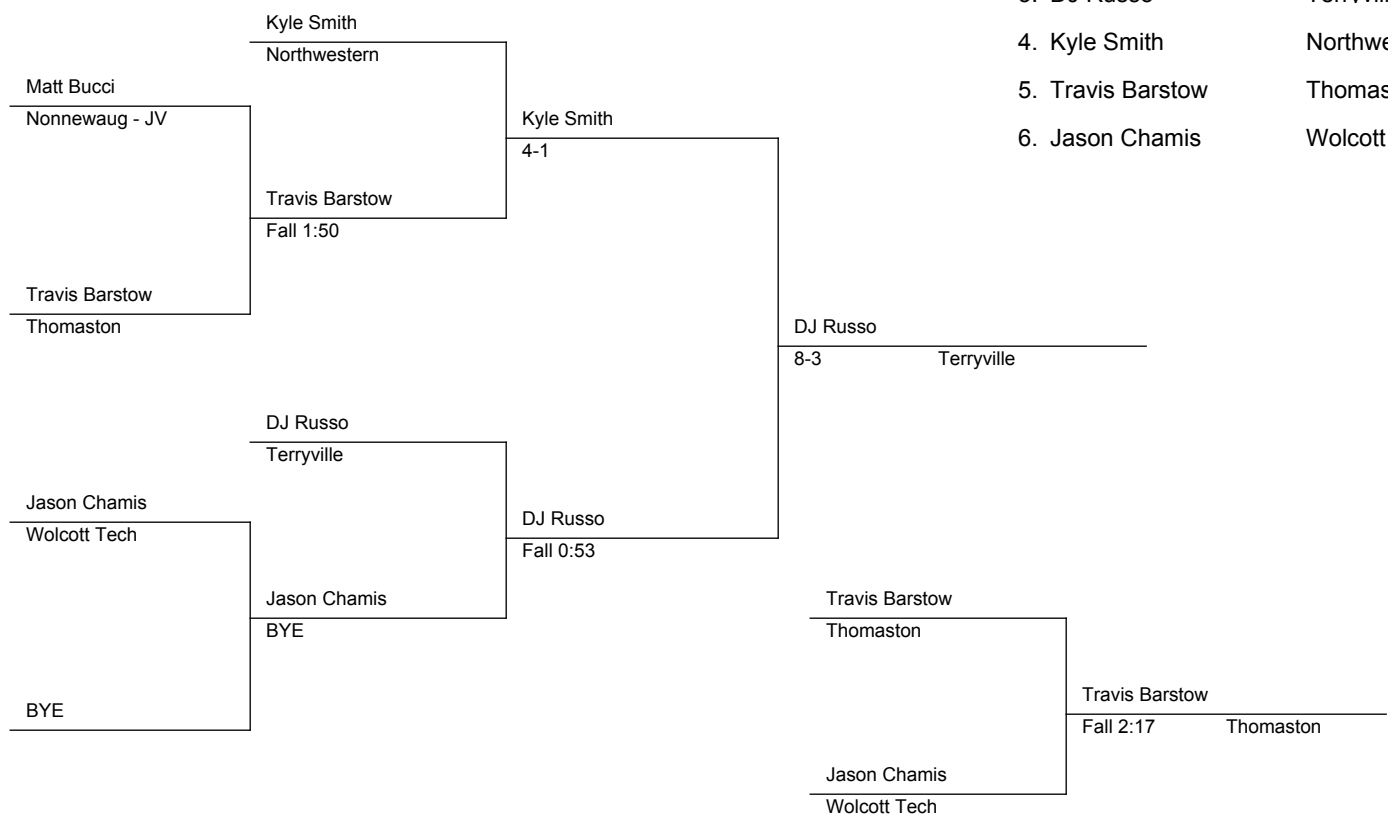 4. Kyle Smith
5. Travis Barstow
6. Jason Chamis Wolcott
Kyle Smith
Northwestern
Matt Bucci
Nonnewaug - JV
Kyle Smith
4-1
Travis Barstow
Fall 1:50
Travis Barstow
Thomaston
DJ Russo
8-3 Terryville
DJ Russo
Terryville
Jason Chamis
Wolcott Tech
DJ Russo
Fall 0:53
Jason Chamis
BYE
Travis Barstow
Thomaston
BYE
Travis Barstow
Fall 2:17 Thomaston
Jason Chamis
Wolcott Tech